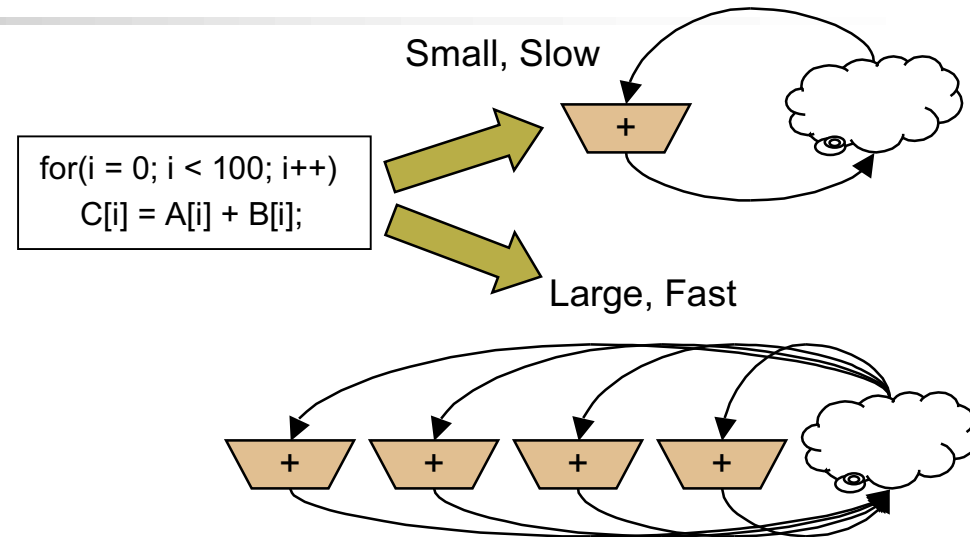 Small, Slow
+
for(i = 0; i < 100; i++)
C[i] = A[i] + B[i];
Large, Fast
+ + + +